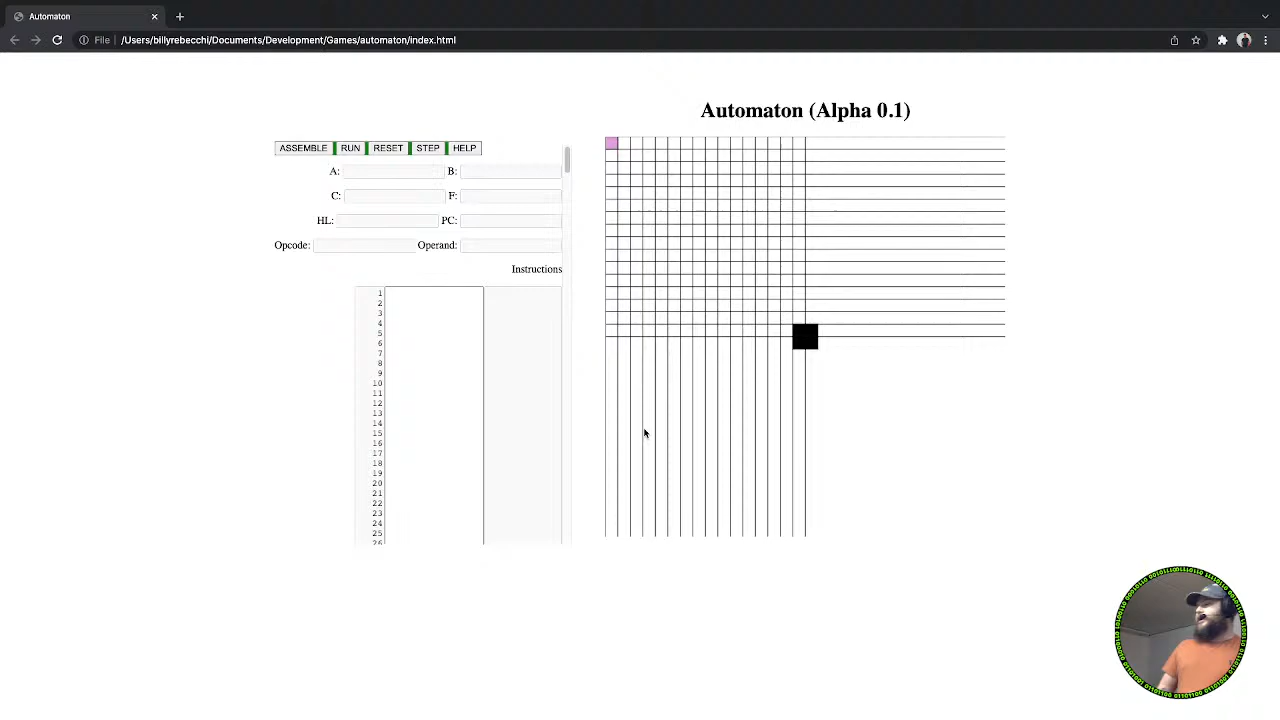 Automaton
File /Users/billyrebecchi/Documents/Development/Games/automaton/index.html
Automaton (Alpha 0.1)
ASSEMBLE RUN RESET STEP HELP
A: B:
C: F:
HL: PC:
Opcode: Operand:
Instructions
1
2
3
4
5
6
7
8
9
10
11
12
13
14
15
16
17
18
19
20
21
22
23
24
25
26